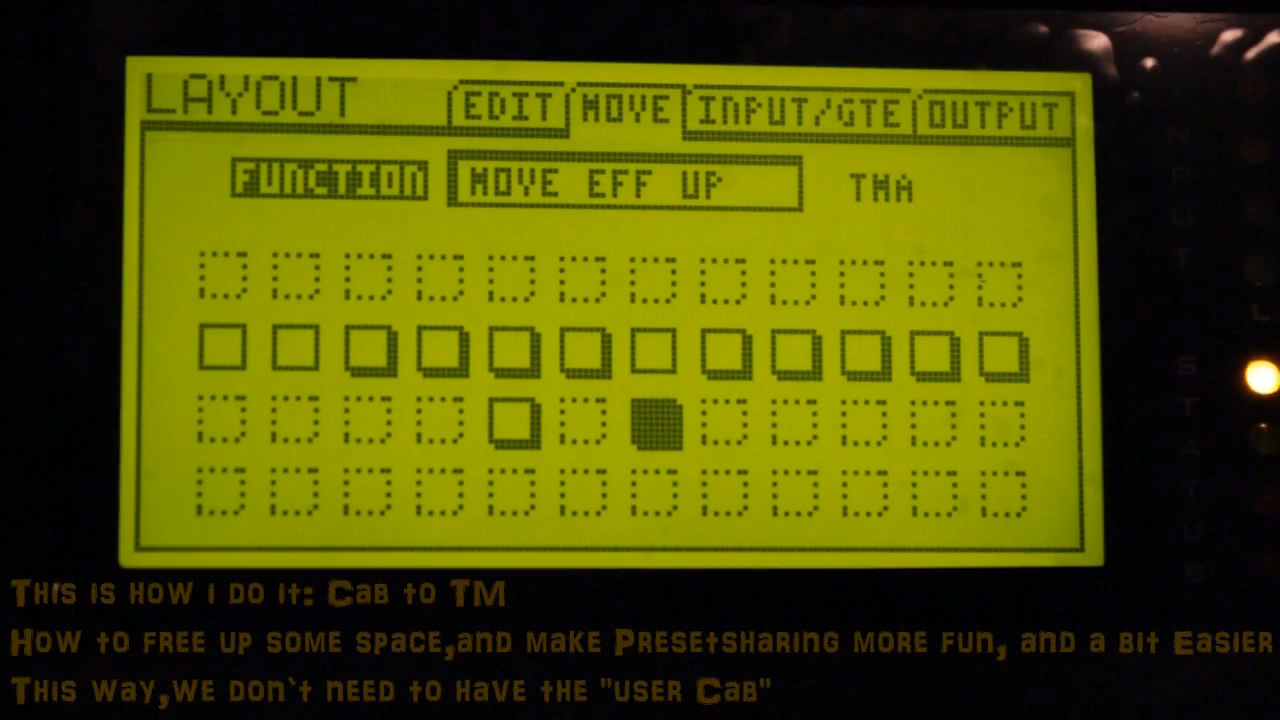 LAYOUT EDIT MOVE INPUT/GTE OUTPUT
FUNCTION MOVE EFF UP TMA
INPUT
L
STATUS
This is how i do it: Cab to TM
How to free up some space,and make Presetsharing more fun, and a bit Easier
This way,we don`t need to have the "user Cab"